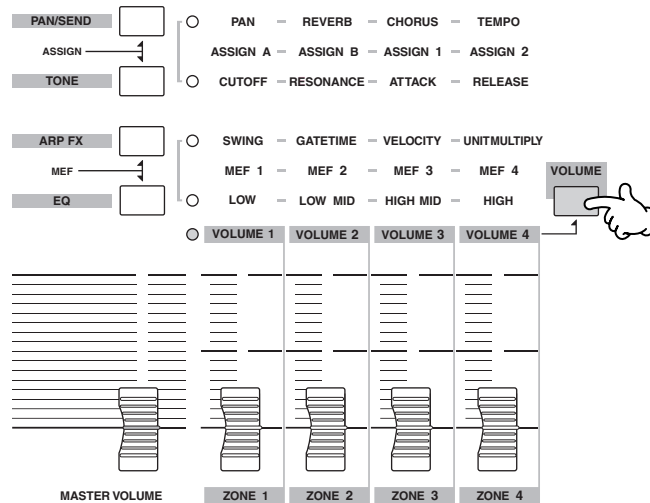 PAN/SEND PAN REVERB CHORUS TEMPO
ASSIGN ASSIGN A ASSIGN B ASSIGN 1 ASSIGN 2
TONE CUTOFF RESONANCE ATTACK RELEASE
ARP FX SWING GATETIME VELOCITY UNITMULTIPLY
MEF MEF 1 MEF 2 MEF 3 MEF 4 VOLUME
EQ LOW LOW MID HIGH MID HIGH
VOLUME 1 VOLUME 2 VOLUME 3 VOLUME 4
MASTER VOLUME ZONE 1 ZONE 2 ZONE 3 ZONE 4